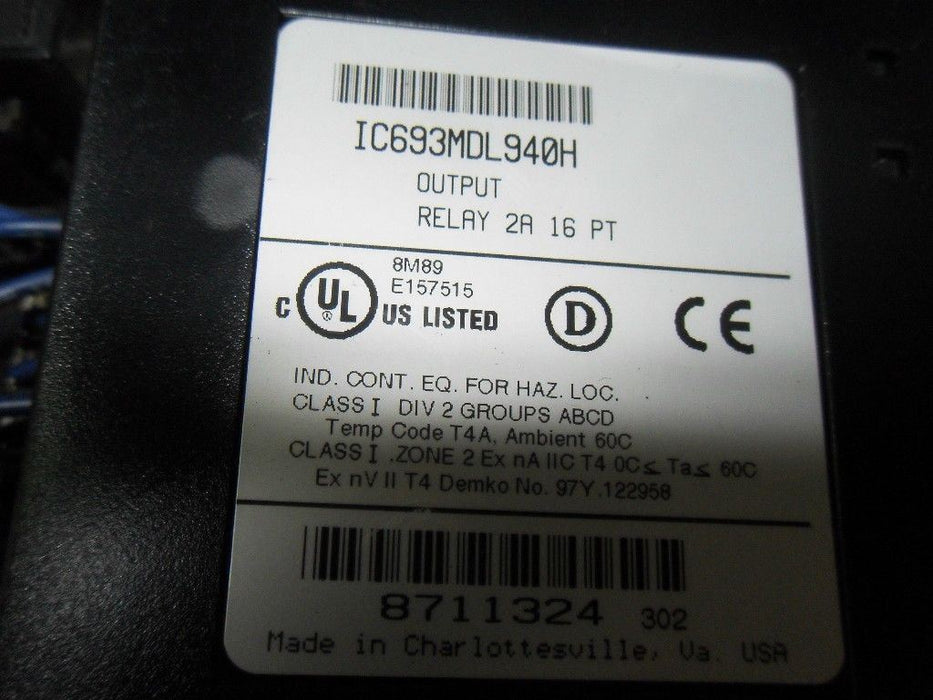 IC693MDL940H
OUTPUT
RELAY 2A 16 PT
8M89
E157515
C UL ® US LISTED
D
CE
IND. CONT. EQ. FOR HAZ. LOC.
CLASS I DIV 2 GROUPS ABCD
Temp Code T4A, Ambient 60C
CLASS I .ZONE 2 Ex nA IIC T4 0C≤ Ta≤ 60C
Ex nV II T4 Demko No. 97Y.122958
8711324 302
Made in Charlottesville, Va. USA